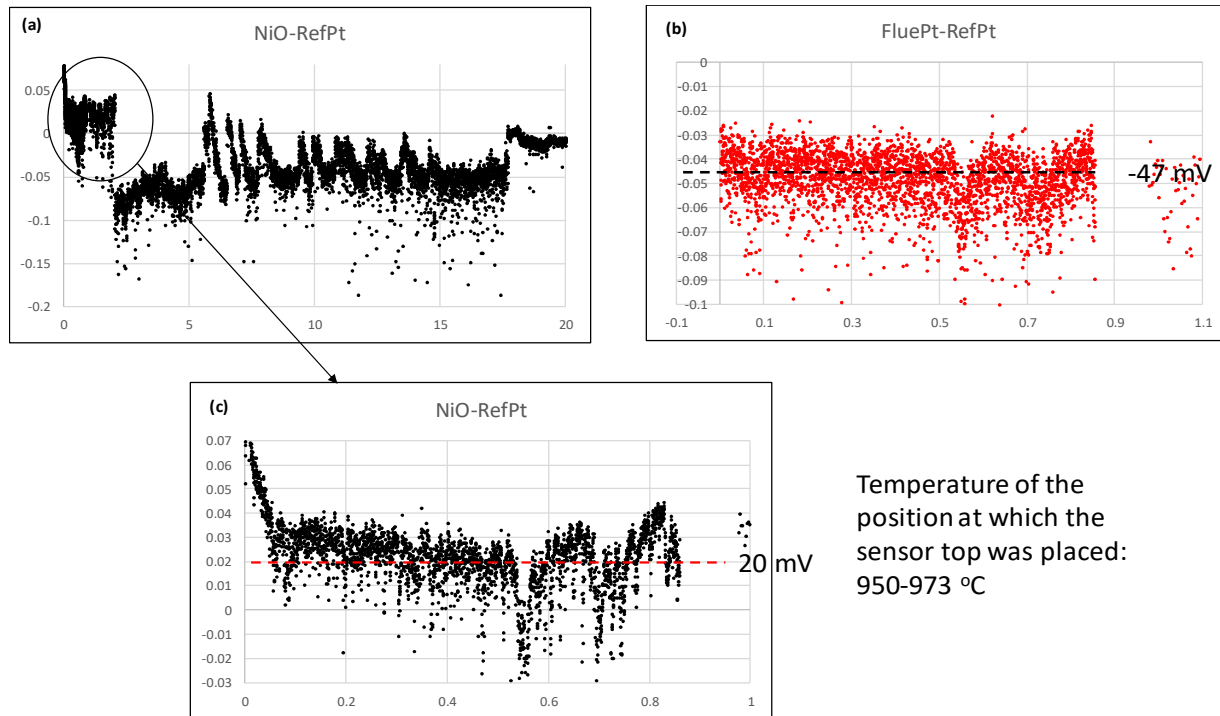 (a)
NiO-RefPt
0.05
0
-0.05
-0.1
-0.15
-0.2
0 5 10 15 20
(b)
FluePt-RefPt
0
-0.03
-0.04
-0.05
-0.06
-0.07
-0.08
-0.09
-0.1
-47 mV
-0.1 0.1 0.3 0.5 0.7 0.9 1.1
(c)
NiO-RefPt
0.07
0.06
0.05
0.04
0.03
0.02
0.01
0
-0.01
-0.02
-0.03
20 mV
0 0.2 0.4 0.6 0.8 1
Temperature of the
position at which the
sensor top was placed:
950-973 °C